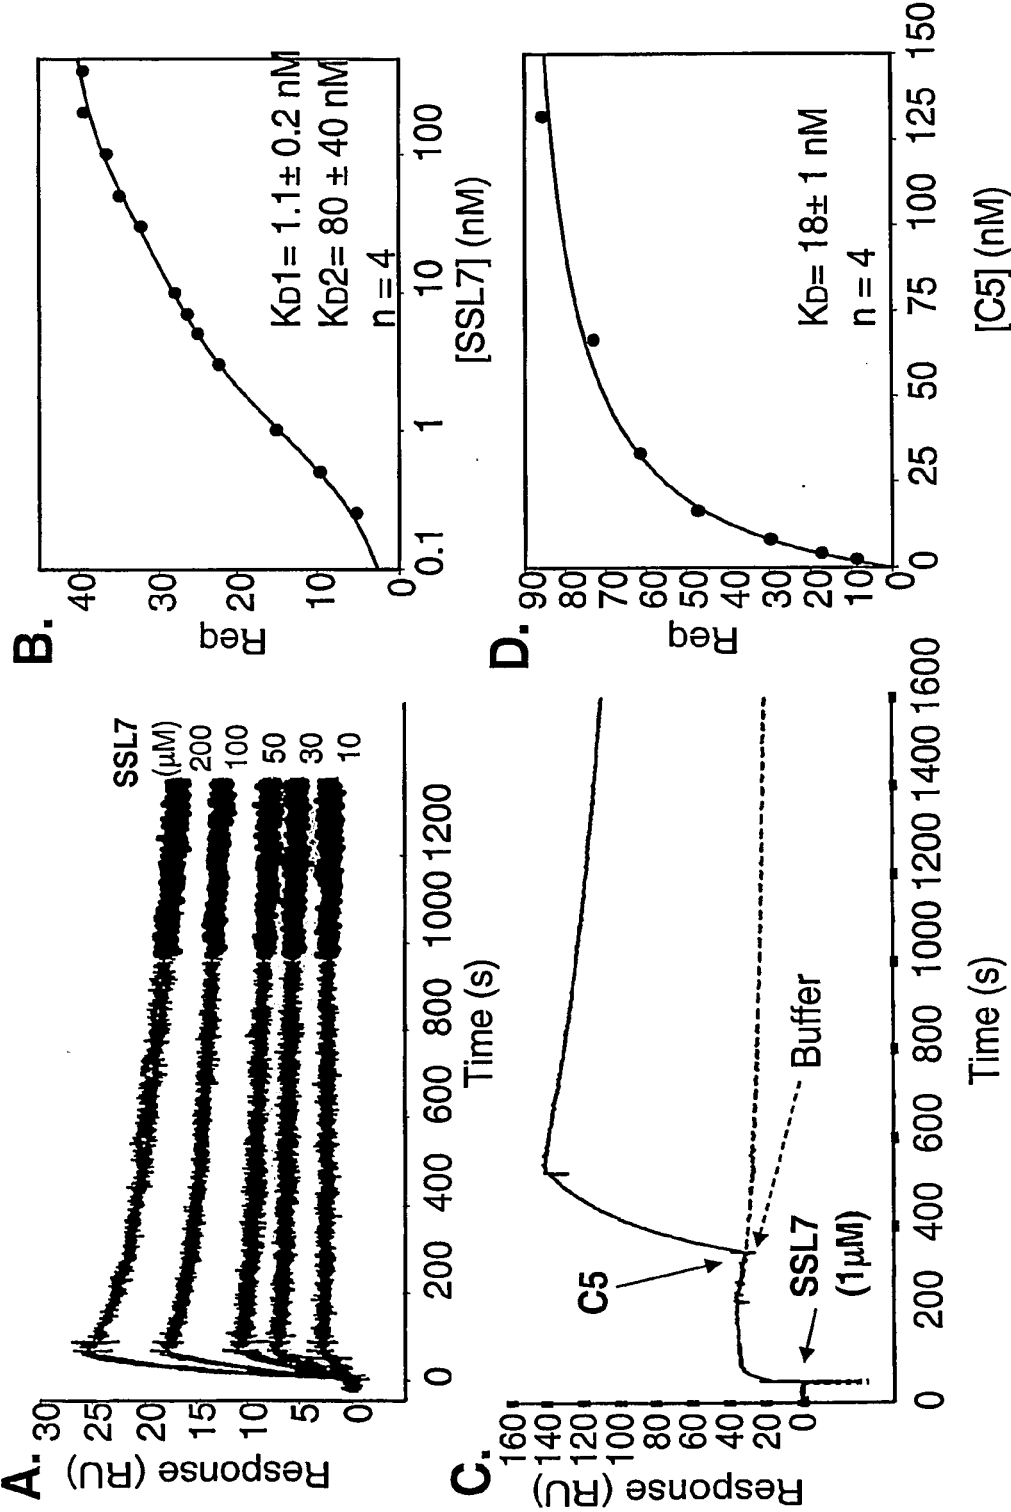 A.
30
25
20
15
10
5
0
Response (RU)
0
200
400
600
800
1000
1200
Time (s)
SSL7
(µM)
200
100
50
30
10
B.
40
30
20
10
0
Req
0.1
1
10
100
[SSL7] (nM)
KD1= 1.1± 0.2 nM
KD2= 80 ± 40 nM
n = 4
C.
160
140
120
100
80
60
40
20
0
Response (RU)
0
200
400
600
800
1000
1200
1400
1600
Time (s)
C5
SSL7
(1µM)
Buffer
D.
90
80
70
60
50
40
30
20
10
0
Req
0
25
50
75
100
125
150
[C5] (nM)
KD= 18± 1 nM
n = 4